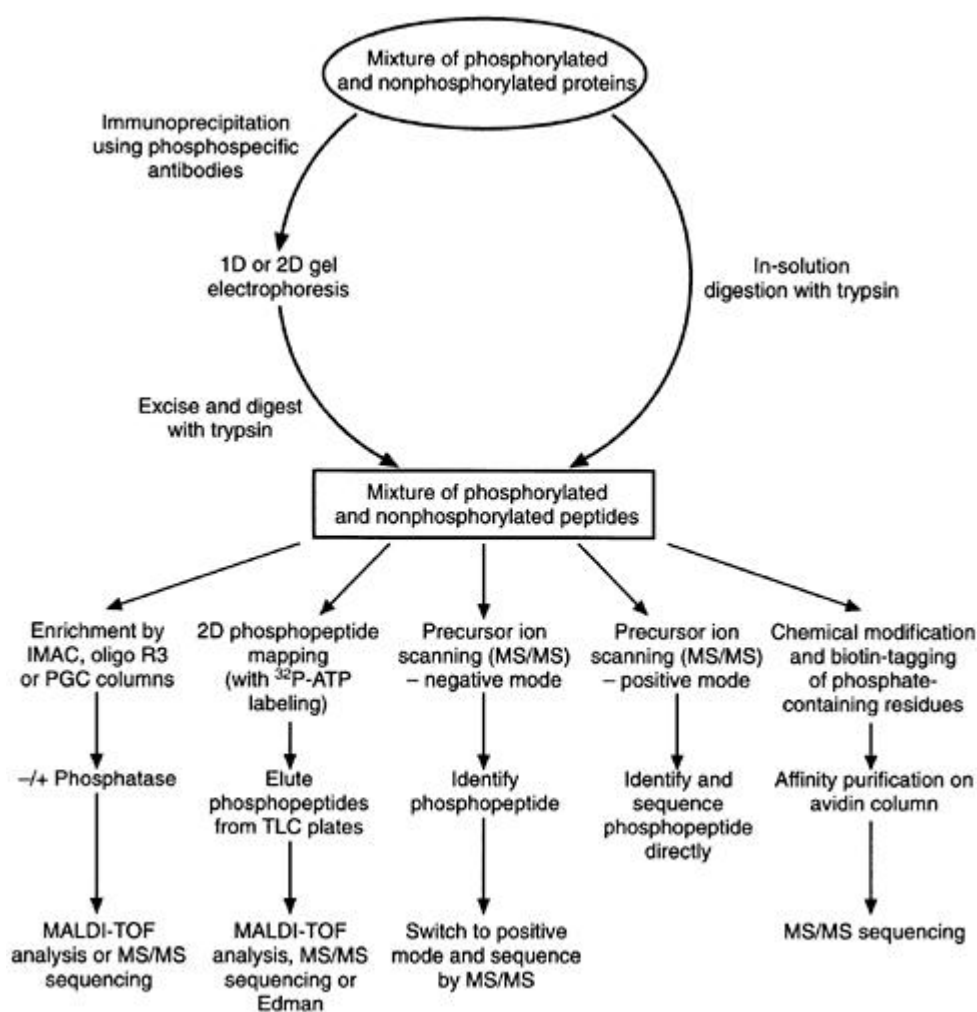 Mixture of phosphorylated
and nonphosphorylated proteins
Immunoprecipitation
using phosphospecific
antibodies
1D or 2D gel
electrophoresis
In-solution
digestion with trypsin
Excise and digest
with trypsin
Mixture of phosphorylated
and nonphosphorylated peptides
Enrichment by
IMAC, oligo R3
or PGC columns
–/+ Phosphatase
MALDI-TOF
analysis or MS/MS
sequencing
2D phosphopeptide
mapping
(with ³²P-ATP
labeling)
Elute
phosphopeptides
from TLC plates
MALDI-TOF
analysis, MS/MS
sequencing or
Edman
Precursor ion
scanning (MS/MS)
– negative mode
Identify
phosphopeptide
Switch to positive
mode and sequence
by MS/MS
Precursor ion
scanning (MS/MS)
– positive mode
Identify and
sequence
phosphopeptide
directly
Chemical modification
and biotin-tagging
of phosphate-
containing residues
Affinity purification on
avidin column
MS/MS sequencing